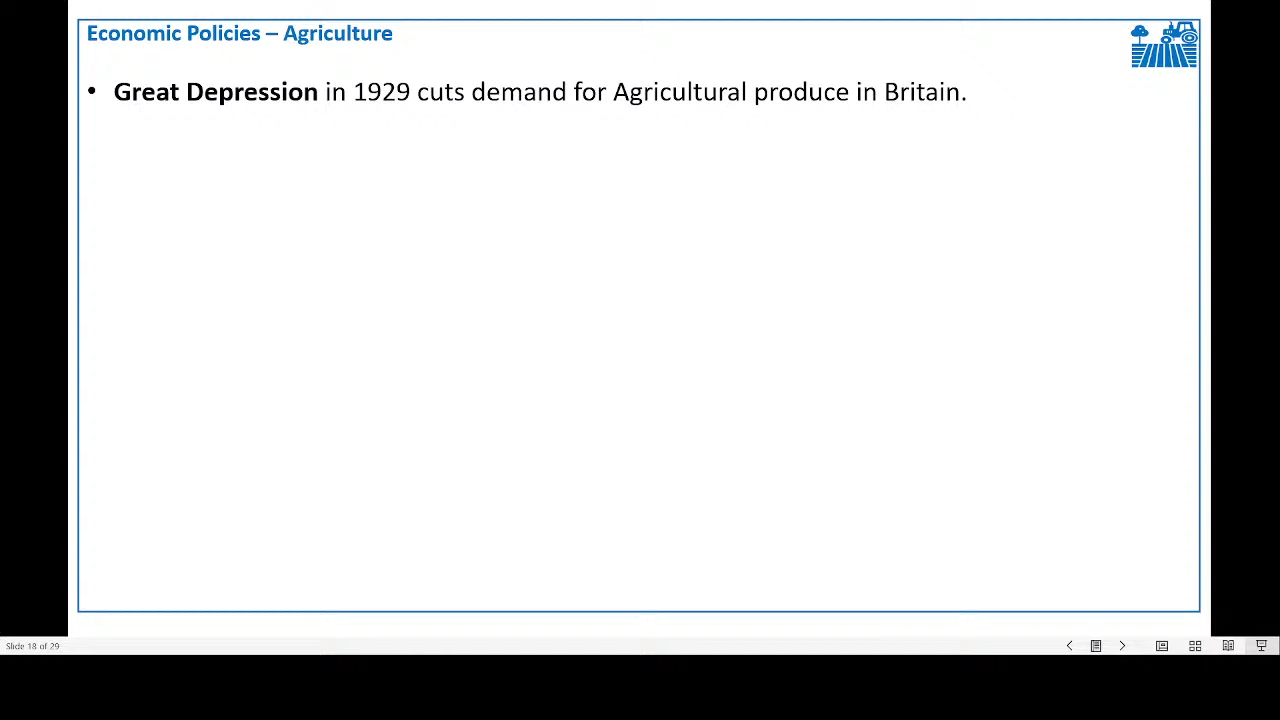 Economic Policies – Agriculture
• Great Depression in 1929 cuts demand for Agricultural produce in Britain.
Slide 18 of 29